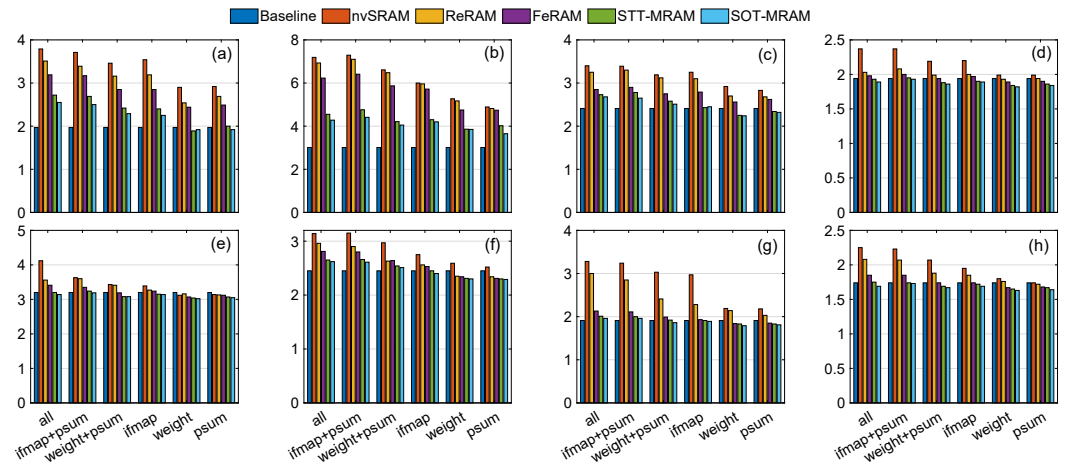 Baseline nvSRAM ReRAM FeRAM STT-MRAM SOT-MRAM
(a)
4
3
2
1
0
(b)
8
6
4
2
0
(c)
4
3
2
1
0
(d)
2.5
2
1.5
1
0.5
0
(e)
5
4
3
2
1
0
all
ifmap+psum
weight+psum
ifmap
weight
psum
(f)
3
2
1
0
all
ifmap+psum
weight+psum
ifmap
weight
psum
(g)
4
3
2
1
0
all
ifmap+psum
weight+psum
ifmap
weight
psum
(h)
2.5
2
1.5
1
0.5
0
all
ifmap+psum
weight+psum
ifmap
weight
psum